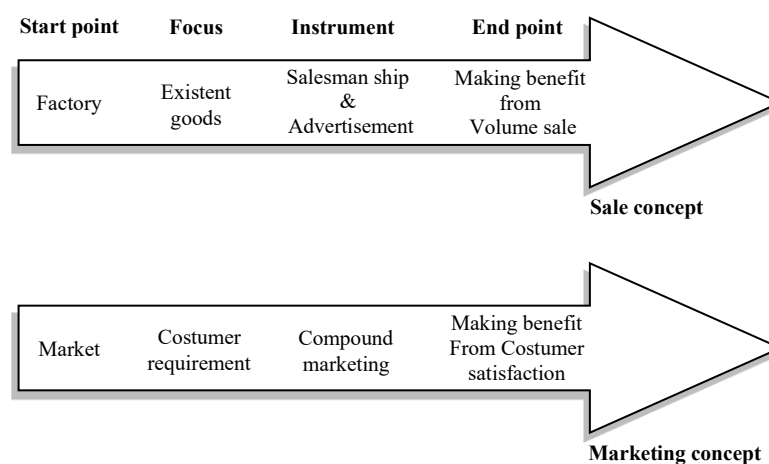 Start point Focus Instrument End point
Factory
Existent
goods
Salesman ship
&
Advertisement
Making benefit
from
Volume sale
Sale concept
Market
Costumer
requirement
Compound
marketing
Making benefit
From Costumer
satisfaction
Marketing concept